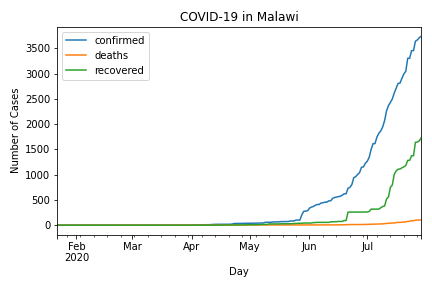 COVID-19 in Malawi
confirmed
deaths
recovered
Number of Cases
3500
3000
2500
2000
1500
1000
500
0
Feb Mar Apr May Jun Jul
2020
Day